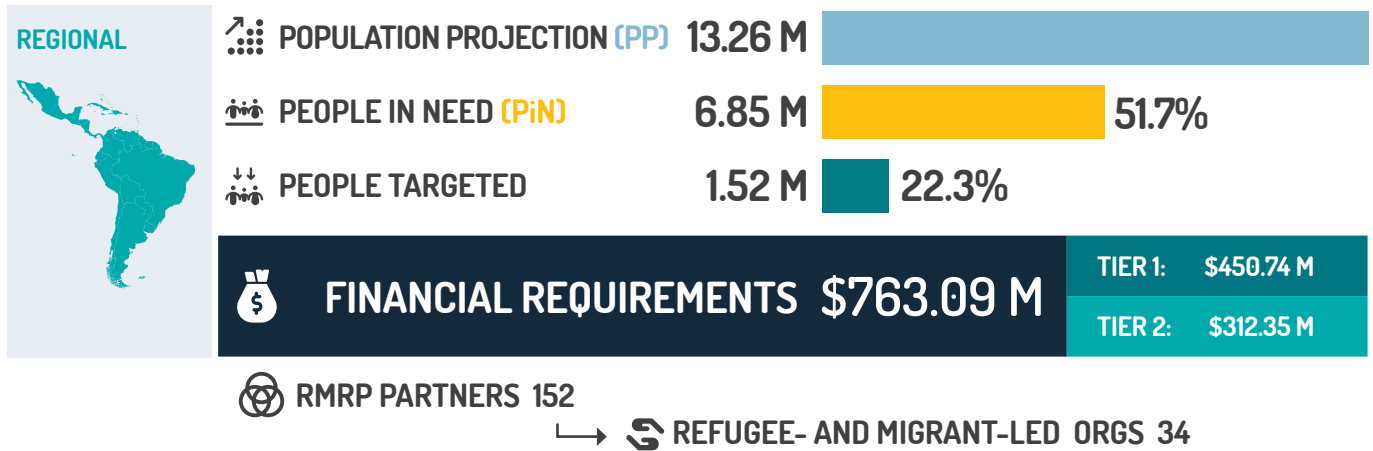 REGIONAL
POPULATION PROJECTION (PP) 13.26 M
PEOPLE IN NEED (PiN) 6.85 M 51.7%
PEOPLE TARGETED 1.52 M 22.3%
FINANCIAL REQUIREMENTS $763.09 M
TIER 1: $450.74 M
TIER 2: $312.35 M
RMRP PARTNERS 152
REFUGEE- AND MIGRANT-LED ORGS 34